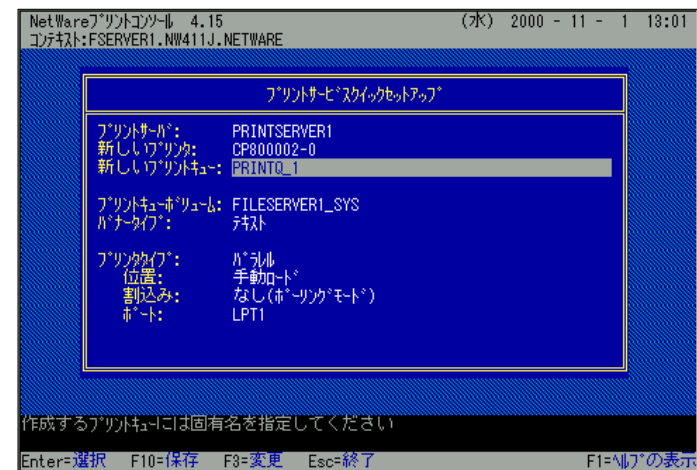 NetWareﾌﾟﾘﾝﾄｺﾝｿｰﾙ 4.15 (水) 2000 - 11 - 1 13:01
ｺﾝﾃｷｽﾄ:FSERVER1.NW411J.NETWARE
ﾌﾟﾘﾝﾄｻｰﾋﾞｽｸｲｯｸｾｯﾄｱｯﾌﾟ
ﾌﾟﾘﾝﾄｻｰﾊﾞ: PRINTSERVER1
新しいﾌﾟﾘﾝﾀ: CP800002-0
新しいﾌﾟﾘﾝﾄｷｭｰ: PRINTQ_1
ﾌﾟﾘﾝﾄｷｭｰﾎﾞﾘｭｰﾑ: FILESERVER1_SYS
ﾊﾞﾅｰﾀｲﾌﾟ: ﾃｷｽﾄ
ﾌﾟﾘﾝﾀﾀｲﾌﾟ: ﾊﾟﾗﾚﾙ
位置: 手動ﾛｰﾄﾞ
割込み: なし(ﾎﾟｰﾘﾝｸﾞﾓｰﾄﾞ)
ﾎﾟｰﾄ: LPT1
作成するﾌﾟﾘﾝﾄｷｭｰには固有名を指定してください
Enter=選択 F10=保存 F3=変更 Esc=終了 F1=ﾍﾙﾌﾟの表示